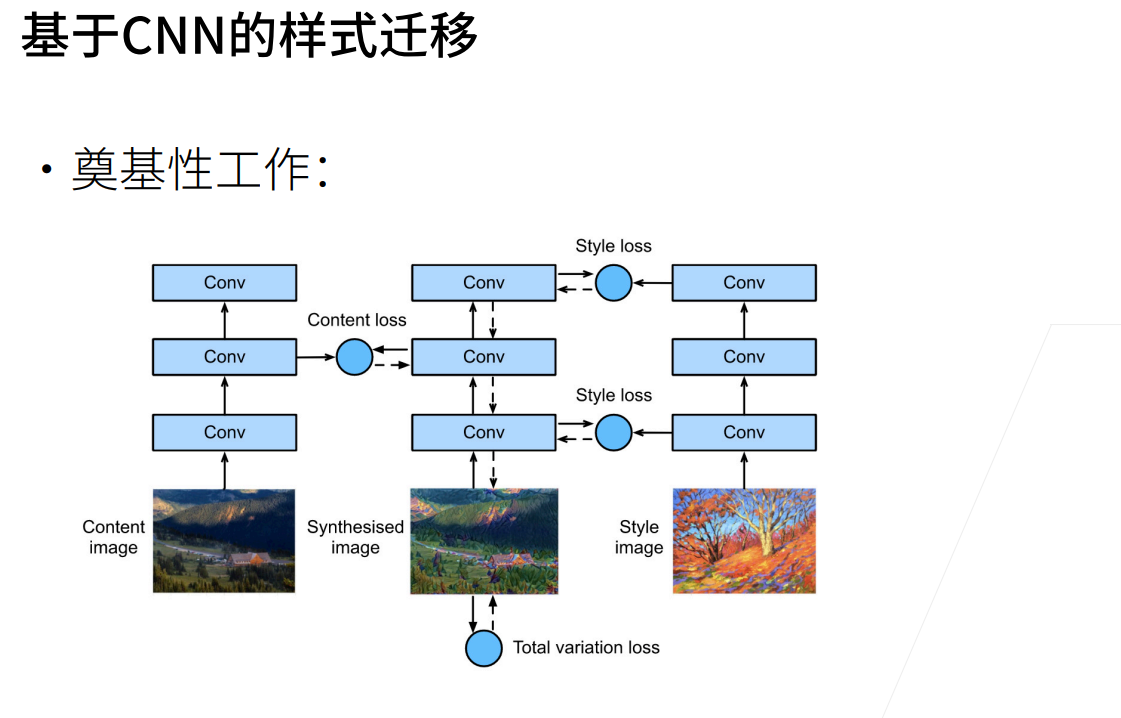 基于CNN的样式迁移
• 奠基性工作：
Style loss
Conv Conv Conv
Content loss
Conv Conv Conv
Style loss
Conv Conv Conv
Content
image
Synthesised
image
Style
image
Total variation loss